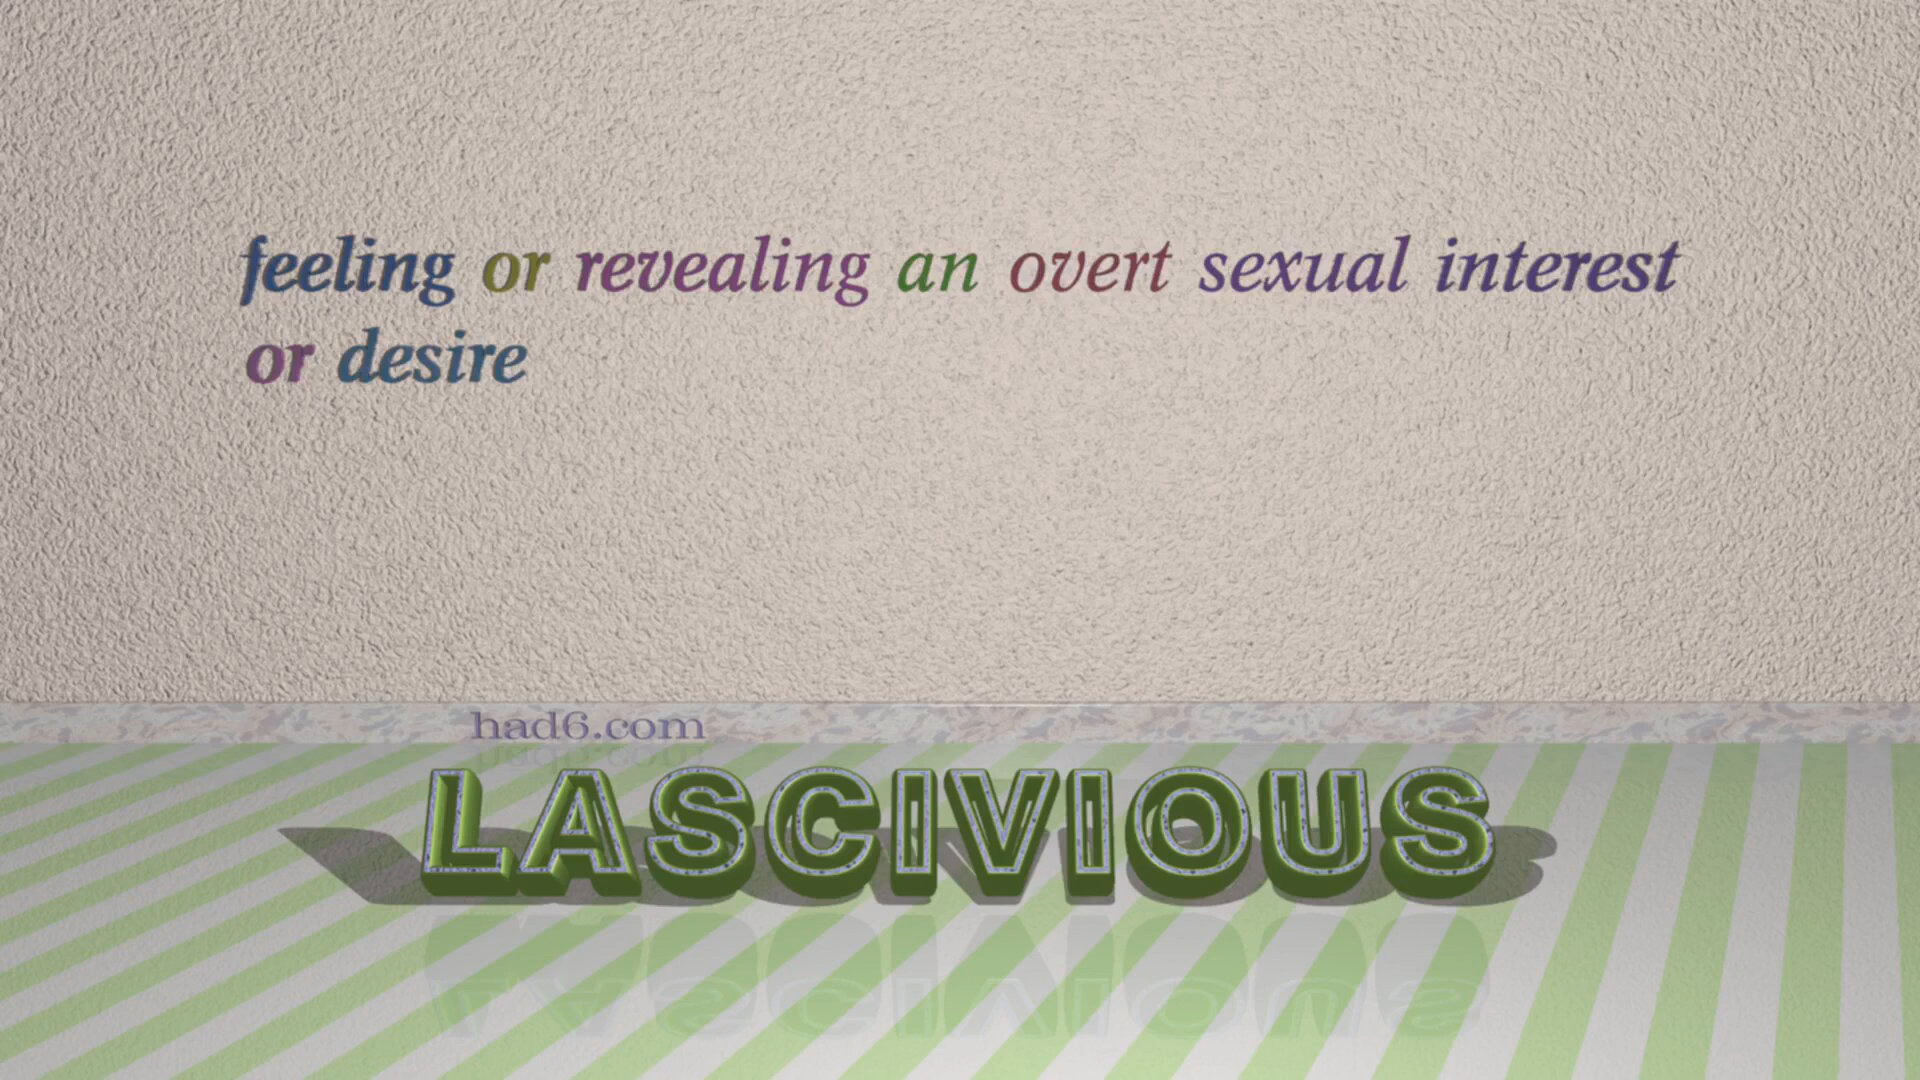 feeling or revealing an overt sexual interest
or desire
had6.com
LASCIVIOUS